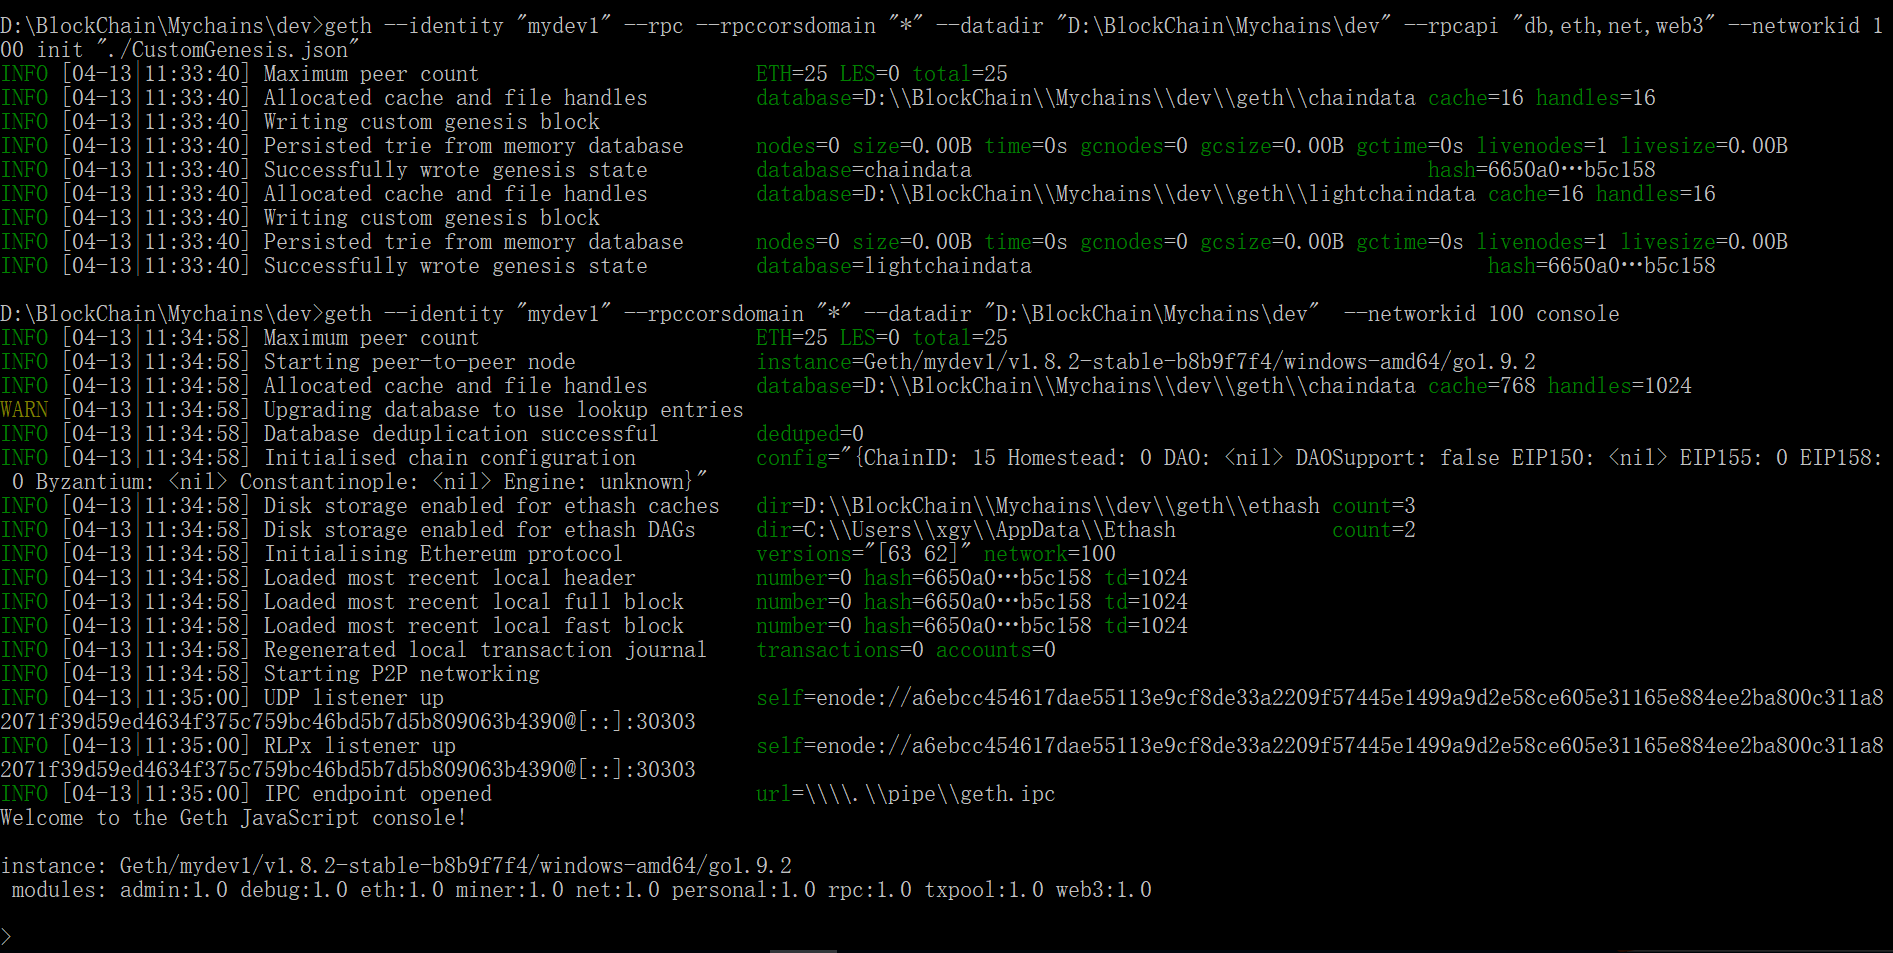 D:\BlockChain\Mychains\dev>geth --identity "mydev1" --rpc --rpccorsdomain "*" --datadir "D:\BlockChain\Mychains\dev" --rpcapi "db,eth,net,web3" --networkid 1
00 init "./CustomGenesis.json"
INFO [04-13|11:33:40] Maximum peer count ETH=25 LES=0 total=25
INFO [04-13|11:33:40] Allocated cache and file handles database=D:\\BlockChain\\Mychains\\dev\\geth\\chaindata cache=16 handles=16
INFO [04-13|11:33:40] Writing custom genesis block
INFO [04-13|11:33:40] Persisted trie from memory database nodes=0 size=0.00B time=0s gcnodes=0 gcsize=0.00B gctime=0s livenodes=1 livesize=0.00B
INFO [04-13|11:33:40] Successfully wrote genesis state database=chaindata hash=6650a0…b5c158
INFO [04-13|11:33:40] Allocated cache and file handles database=D:\\BlockChain\\Mychains\\dev\\geth\\lightchaindata cache=16 handles=16
INFO [04-13|11:33:40] Writing custom genesis block
INFO [04-13|11:33:40] Persisted trie from memory database nodes=0 size=0.00B time=0s gcnodes=0 gcsize=0.00B gctime=0s livenodes=1 livesize=0.00B
INFO [04-13|11:33:40] Successfully wrote genesis state database=lightchaindata hash=6650a0…b5c158
D:\BlockChain\Mychains\dev>geth --identity "mydev1" --rpccorsdomain "*" --datadir "D:\BlockChain\Mychains\dev" --networkid 100 console
INFO [04-13|11:34:58] Maximum peer count ETH=25 LES=0 total=25
INFO [04-13|11:34:58] Starting peer-to-peer node instance=Geth/mydev1/v1.8.2-stable-b8b9f7f4/windows-amd64/go1.9.2
INFO [04-13|11:34:58] Allocated cache and file handles database=D:\\BlockChain\\Mychains\\dev\\geth\\chaindata cache=768 handles=1024
WARN [04-13|11:34:58] Upgrading database to use lookup entries
INFO [04-13|11:34:58] Database deduplication successful deduped=0
INFO [04-13|11:34:58] Initialised chain configuration config="{ChainID: 15 Homestead: 0 DAO: <nil> DAOSupport: false EIP150: <nil> EIP155: 0 EIP158:
0 Byzantium: <nil> Constantinople: <nil> Engine: unknown}"
INFO [04-13|11:34:58] Disk storage enabled for ethash caches dir=D:\\BlockChain\\Mychains\\dev\\geth\\ethash count=3
INFO [04-13|11:34:58] Disk storage enabled for ethash DAGs dir=C:\\Users\\xgy\\AppData\\Ethash count=2
INFO [04-13|11:34:58] Initialising Ethereum protocol versions="[63 62]" network=100
INFO [04-13|11:34:58] Loaded most recent local header number=0 hash=6650a0…b5c158 td=1024
INFO [04-13|11:34:58] Loaded most recent local full block number=0 hash=6650a0…b5c158 td=1024
INFO [04-13|11:34:58] Loaded most recent local fast block number=0 hash=6650a0…b5c158 td=1024
INFO [04-13|11:34:58] Regenerated local transaction journal transactions=0 accounts=0
INFO [04-13|11:34:58] Starting P2P networking
INFO [04-13|11:35:00] UDP listener up self=enode://a6ebcc454617dae55113e9cf8de33a2209f57445e1499a9d2e58ce605e31165e884ee2ba800c311a8
2071f39d59ed4634f375c759bc46bd5b7d5b809063b4390@[::]:30303
INFO [04-13|11:35:00] RLPx listener up self=enode://a6ebcc454617dae55113e9cf8de33a2209f57445e1499a9d2e58ce605e31165e884ee2ba800c311a8
2071f39d59ed4634f375c759bc46bd5b7d5b809063b4390@[::]:30303
INFO [04-13|11:35:00] IPC endpoint opened url=\\\\.\\pipe\\geth.ipc
Welcome to the Geth JavaScript console!
instance: Geth/mydev1/v1.8.2-stable-b8b9f7f4/windows-amd64/go1.9.2
modules: admin:1.0 debug:1.0 eth:1.0 miner:1.0 net:1.0 personal:1.0 rpc:1.0 txpool:1.0 web3:1.0
>